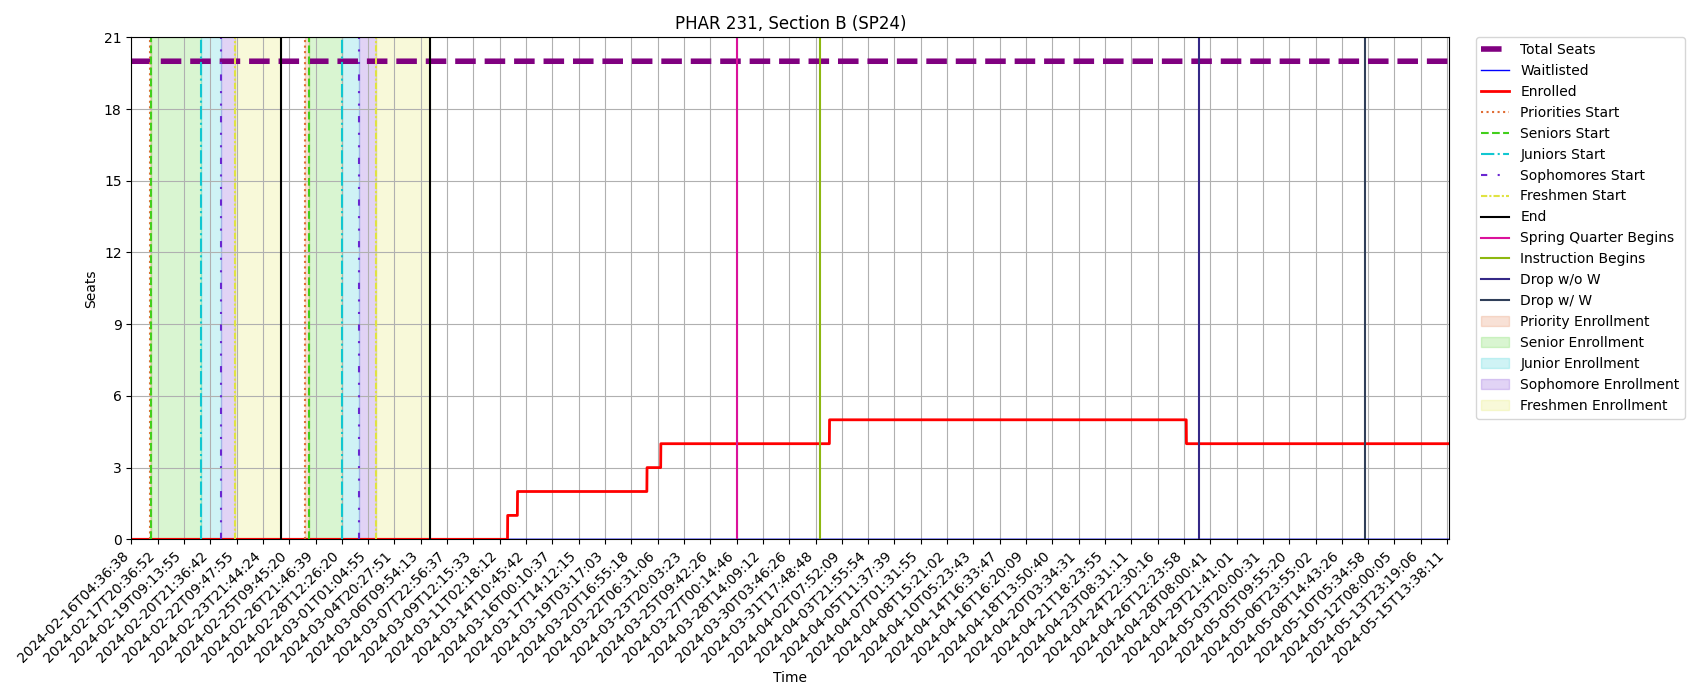 PHAR 231, Section B (SP24)
Seats
21
18
15
12
9
6
3
0
2024-02-16T04:36:38
2024-02-17T20:36:52
2024-02-19T09:13:55
2024-02-20T21:36:42
2024-02-22T09:47:55
2024-02-23T21:44:24
2024-02-25T09:45:20
2024-02-26T21:46:39
2024-02-28T12:26:20
2024-03-01T01:04:55
2024-03-04T20:27:51
2024-03-06T09:54:13
2024-03-07T22:56:37
2024-03-09T12:15:33
2024-03-11T02:18:12
2024-03-14T10:45:42
2024-03-16T00:10:37
2024-03-17T14:12:15
2024-03-19T03:17:03
2024-03-20T16:55:18
2024-03-22T06:31:06
2024-03-23T20:03:23
2024-03-25T09:42:26
2024-03-27T00:14:46
2024-03-28T14:09:12
2024-03-30T03:46:26
2024-03-31T17:48:48
2024-04-02T07:52:09
2024-04-03T21:55:54
2024-04-05T11:37:39
2024-04-07T01:31:55
2024-04-08T15:21:02
2024-04-10T05:23:43
2024-04-14T16:33:47
2024-04-16T16:20:09
2024-04-18T13:50:40
2024-04-20T03:34:31
2024-04-21T18:23:55
2024-04-23T08:31:11
2024-04-24T22:30:16
2024-04-26T12:23:58
2024-04-28T08:00:41
2024-04-29T21:41:01
2024-05-03T20:00:31
2024-05-05T09:55:20
2024-05-06T23:55:02
2024-05-08T14:43:26
2024-05-10T05:34:58
2024-05-12T08:00:05
2024-05-13T23:19:06
2024-05-15T13:38:11
Time
Total Seats
Waitlisted
Enrolled
Priorities Start
Seniors Start
Juniors Start
Sophomores Start
Freshmen Start
End
Spring Quarter Begins
Instruction Begins
Drop w/o W
Drop w/ W
Priority Enrollment
Senior Enrollment
Junior Enrollment
Sophomore Enrollment
Freshmen Enrollment